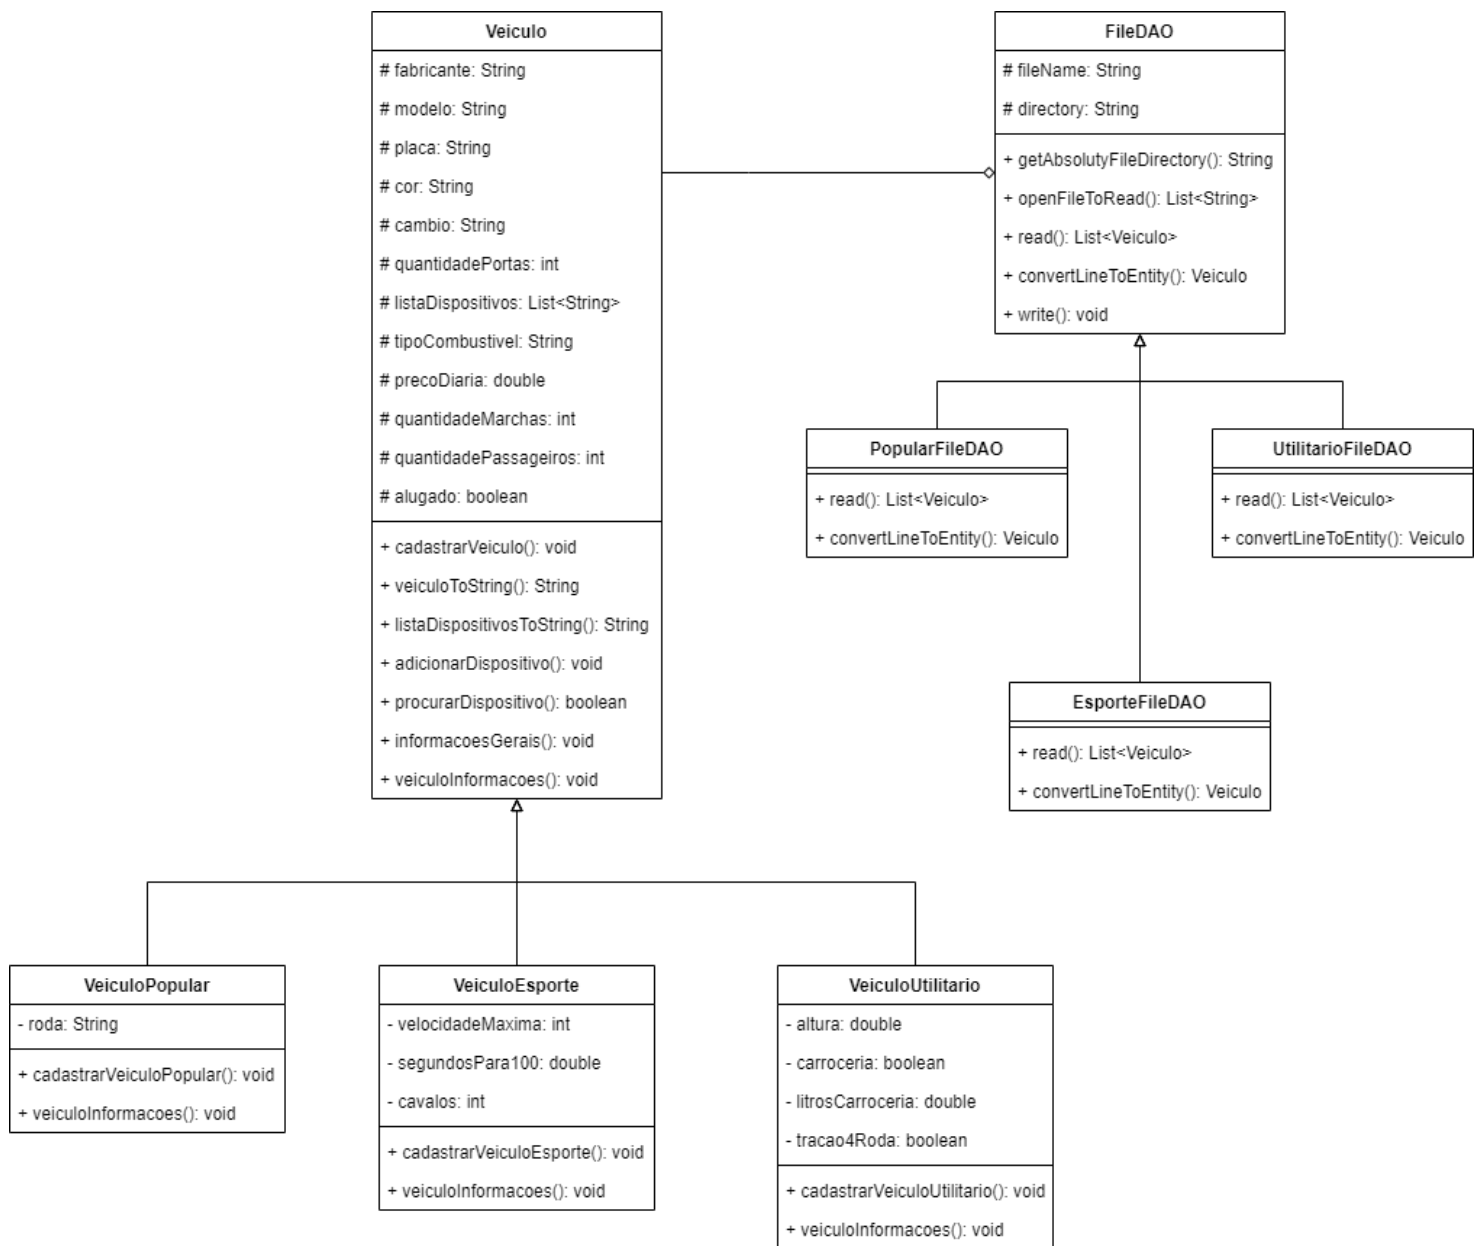 Veiculo
# fabricante: String
# modelo: String
# placa: String
# cor: String
# cambio: String
# quantidadePortas: int
# listaDispositivos: List<String>
# tipoCombustivel: String
# precoDiaria: double
# quantidadeMarchas: int
# quantidadePassageiros: int
# alugado: boolean
+ cadastrarVeiculo(): void
+ veiculoToString(): String
+ listaDispositivosToString(): String
+ adicionarDispositivo(): void
+ procurarDispositivo(): boolean
+ informacoesGerais(): void
+ veiculoInformacoes(): void
FileDAO
# fileName: String
# directory: String
+ getAbsolutyFileDirectory(): String
+ openFileToRead(): List<String>
+ read(): List<Veiculo>
+ convertLineToEntity(): Veiculo
+ write(): void
PopularFileDAO
+ read(): List<Veiculo>
+ convertLineToEntity(): Veiculo
UtilitarioFileDAO
+ read(): List<Veiculo>
+ convertLineToEntity(): Veiculo
EsporteFileDAO
+ read(): List<Veiculo>
+ convertLineToEntity(): Veiculo
VeiculoPopular
- roda: String
+ cadastrarVeiculoPopular(): void
+ veiculoInformacoes(): void
VeiculoEsporte
- velocidadeMaxima: int
- segundosPara100: double
- cavalos: int
+ cadastrarVeiculoEsporte(): void
+ veiculoInformacoes(): void
VeiculoUtilitario
- altura: double
- carroceria: boolean
- litrosCarroceria: double
- tracao4Roda: boolean
+ cadastrarVeiculoUtilitario(): void
+ veiculoInformacoes(): void